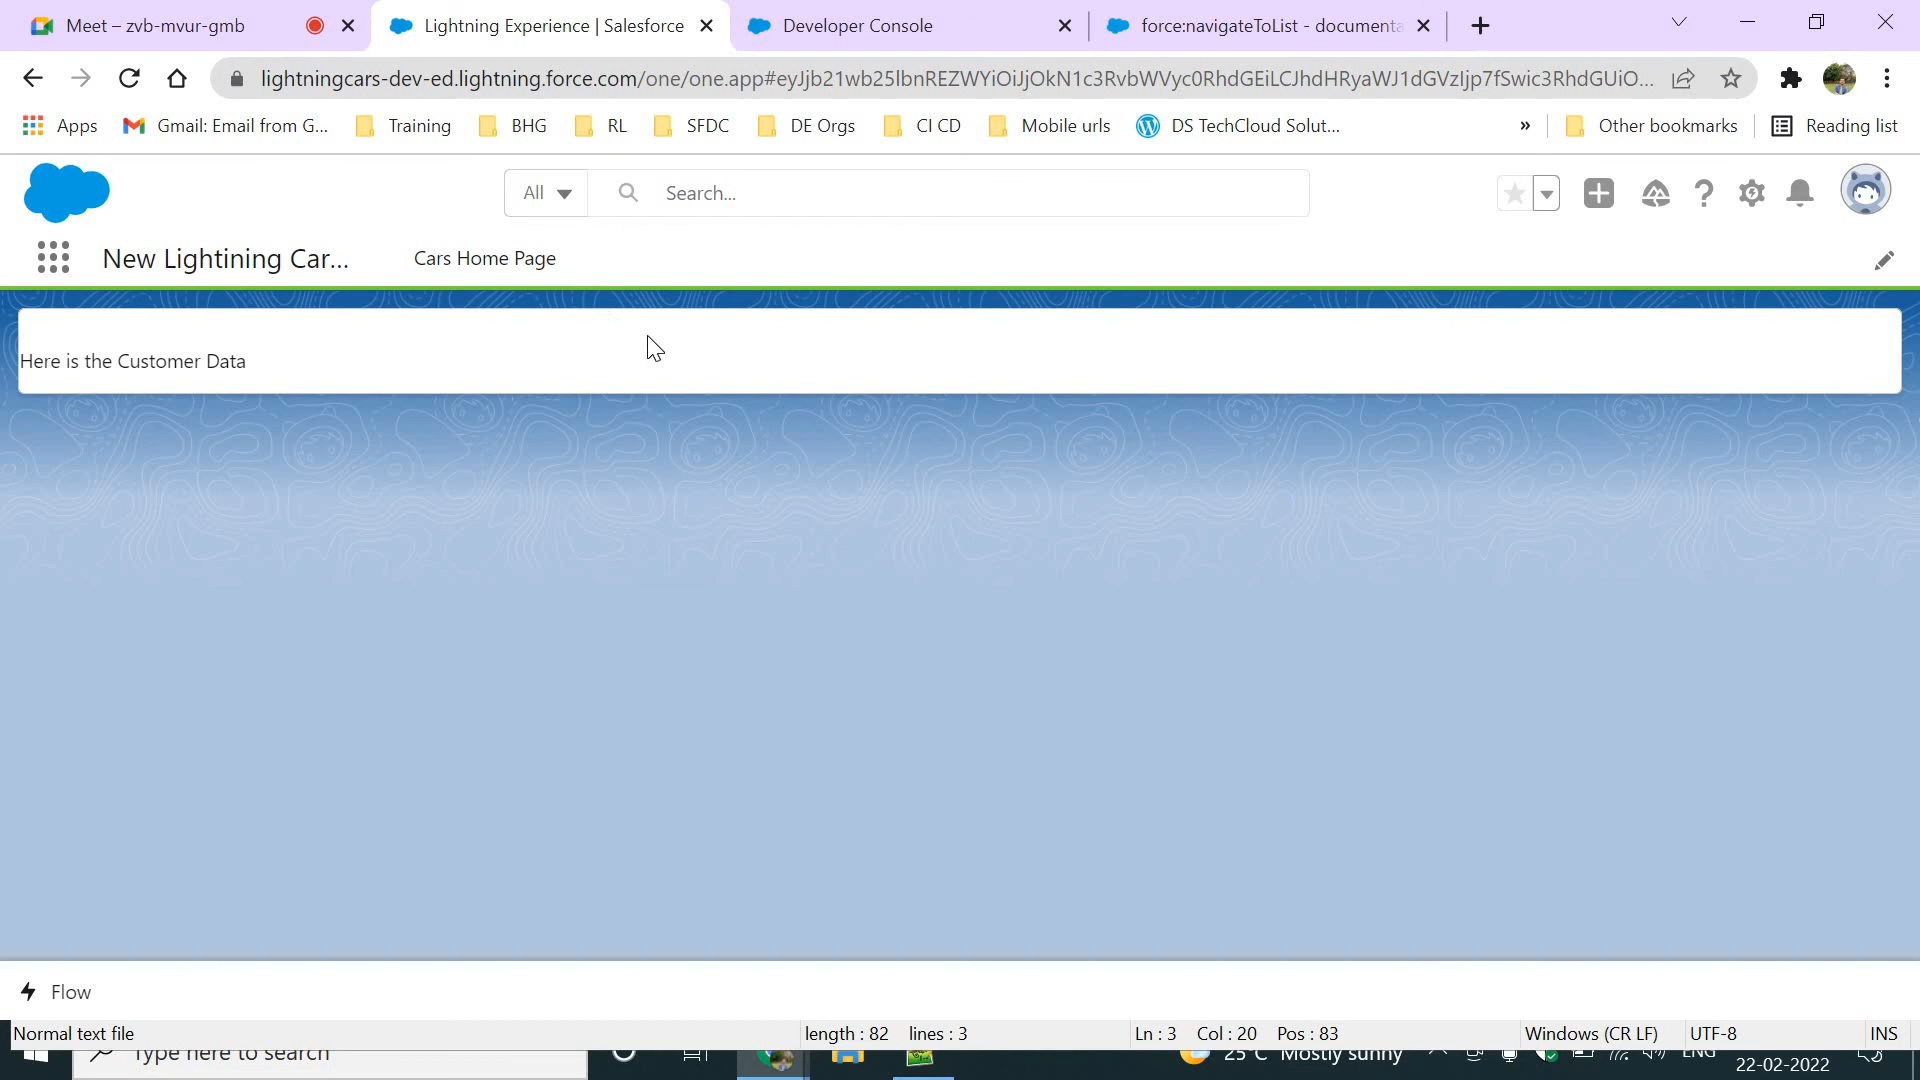 Meet – zvb-mvur-gmb
Lightning Experience | Salesforce
Developer Console
force:navigateToList - documenta
lightningcars-dev-ed.lightning.force.com/one/one.app#eyJjb21wb25lbnREZWYiOiJjOkN1c3RvbWVyc0RhdGEiLCJhdHRyaWJ1dGVzIjp7fSwic3RhdGUiO...
Apps
Gmail: Email from G...
Training
BHG
RL
SFDC
DE Orgs
CI CD
Mobile urls
DS TechCloud Solut...
»
Other bookmarks
Reading list
All
Search...
New Lightining Car...
Cars Home Page
Here is the Customer Data
Flow
Normal text file
length : 82 lines : 3
Ln : 3 Col : 20 Pos : 83
Windows (CR LF)
UTF-8
INS
Type here to search
25°C Mostly sunny
ENG
22-02-2022